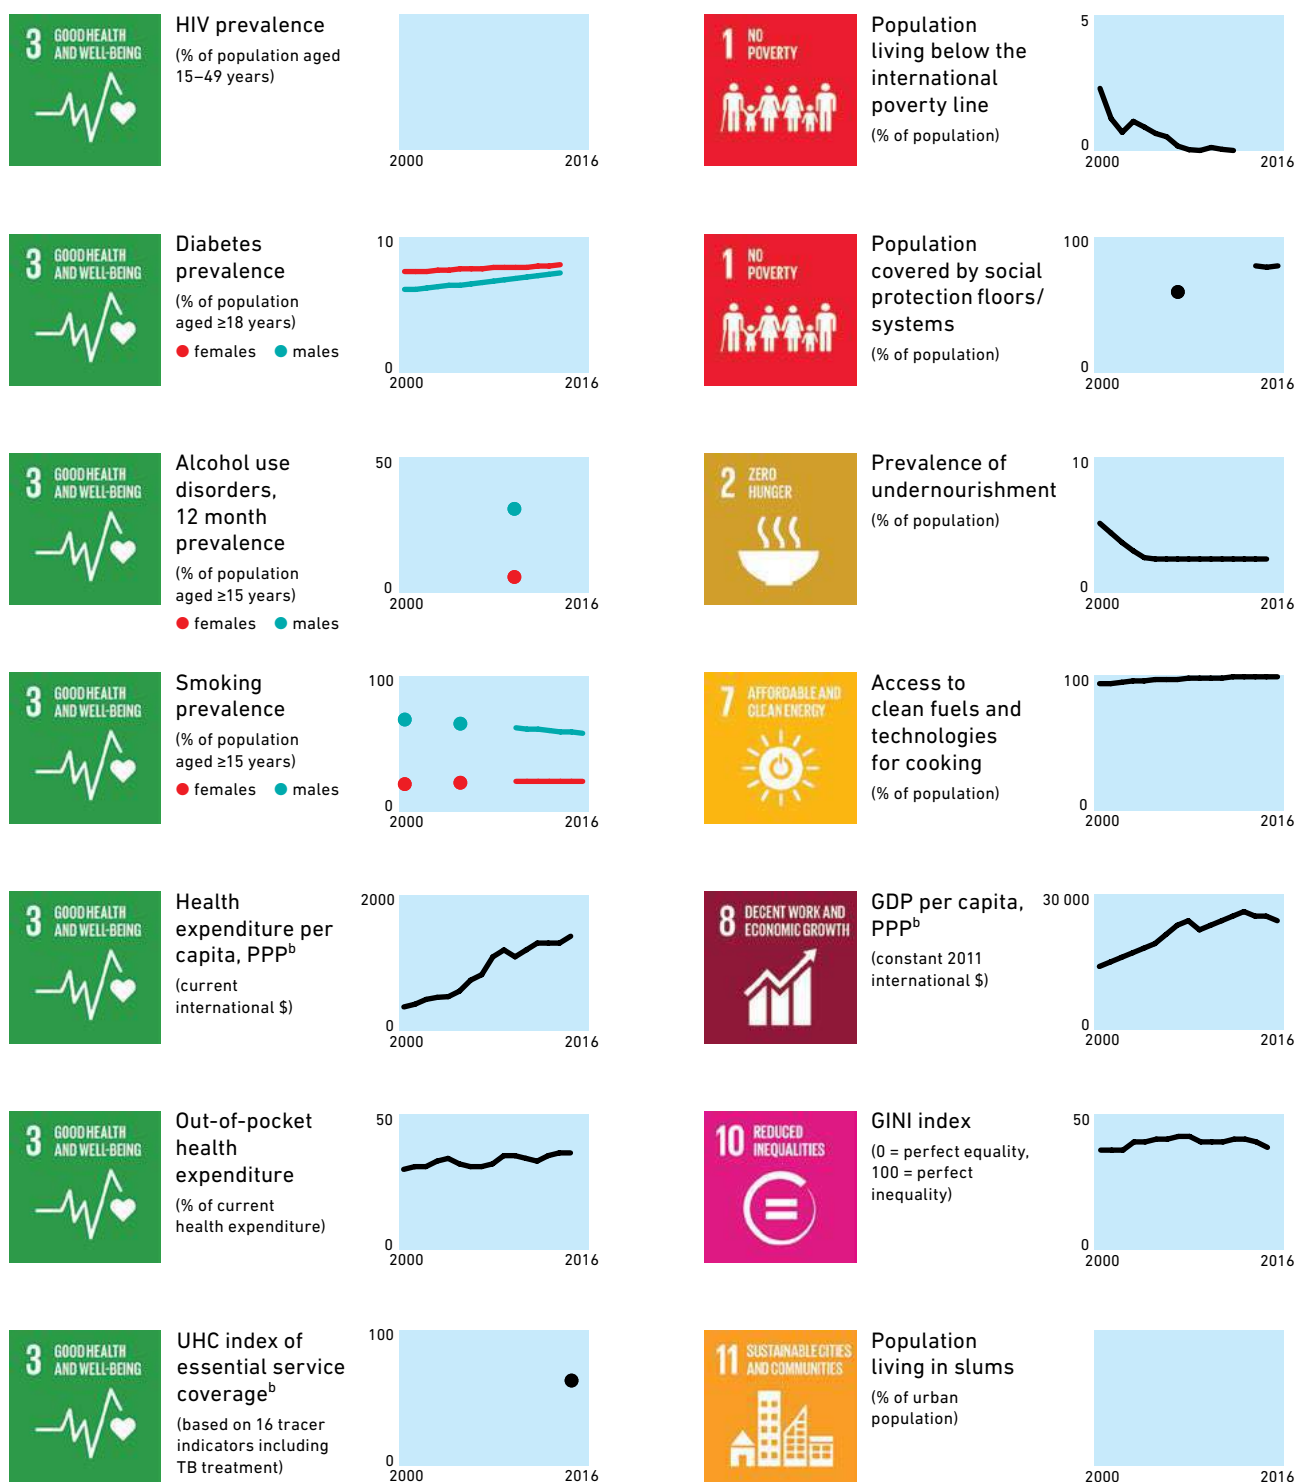 3 GOOD HEALTH
AND WELL-BEING
HIV prevalence
(% of population aged
15–49 years)
2000 2016
1 NO
POVERTY
Population
living below the
international
poverty line
(% of population)
5
0
2000 2016
3 GOOD HEALTH
AND WELL-BEING
Diabetes
prevalence
(% of population
aged ≥18 years)
females males
10
0
2000 2016
1 NO
POVERTY
Population
covered by social
protection floors/
systems
(% of population)
100
0
2000 2016
3 GOOD HEALTH
AND WELL-BEING
Alcohol use
disorders,
12 month
prevalence
(% of population
aged ≥15 years)
females males
50
0
2000 2016
2 ZERO
HUNGER
Prevalence of
undernourishment
(% of population)
10
0
2000 2016
3 GOOD HEALTH
AND WELL-BEING
Smoking
prevalence
(% of population
aged ≥15 years)
females males
100
0
2000 2016
7 AFFORDABLE AND
CLEAN ENERGY
Access to
clean fuels and
technologies
for cooking
(% of population)
100
0
2000 2016
3 GOOD HEALTH
AND WELL-BEING
Health
expenditure per
capita, PPPᵇ
(current
international $)
2000
0
2000 2016
8 DECENT WORK AND
ECONOMIC GROWTH
GDP per capita,
PPPᵇ
(constant 2011
international $)
30 000
0
2000 2016
3 GOOD HEALTH
AND WELL-BEING
Out-of-pocket
health
expenditure
(% of current
health expenditure)
50
0
2000 2016
10 REDUCED
INEQUALITIES
GINI index
(0 = perfect equality,
100 = perfect
inequality)
50
0
2000 2016
3 GOOD HEALTH
AND WELL-BEING
UHC index of
essential service
coverageᵇ
(based on 16 tracer
indicators including
TB treatment)
100
0
2000 2016
11 SUSTAINABLE CITIES
AND COMMUNITIES
Population
living in slums
(% of urban
population)
2000 2016